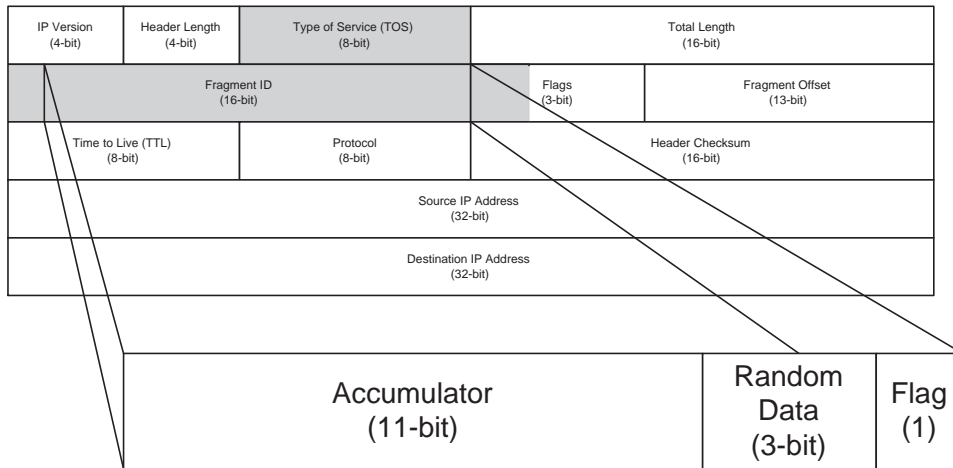 IP Version
(4-bit)
Header Length
(4-bit)
Type of Service (TOS)
(8-bit)
Total Length
(16-bit)
Fragment ID
(16-bit)
Flags
(3-bit)
Fragment Offset
(13-bit)
Time to Live (TTL)
(8-bit)
Protocol
(8-bit)
Header Checksum
(16-bit)
Source IP Address
(32-bit)
Destination IP Address
(32-bit)
Accumulator
(11-bit)
Random
Data
(3-bit)
Flag
(1)